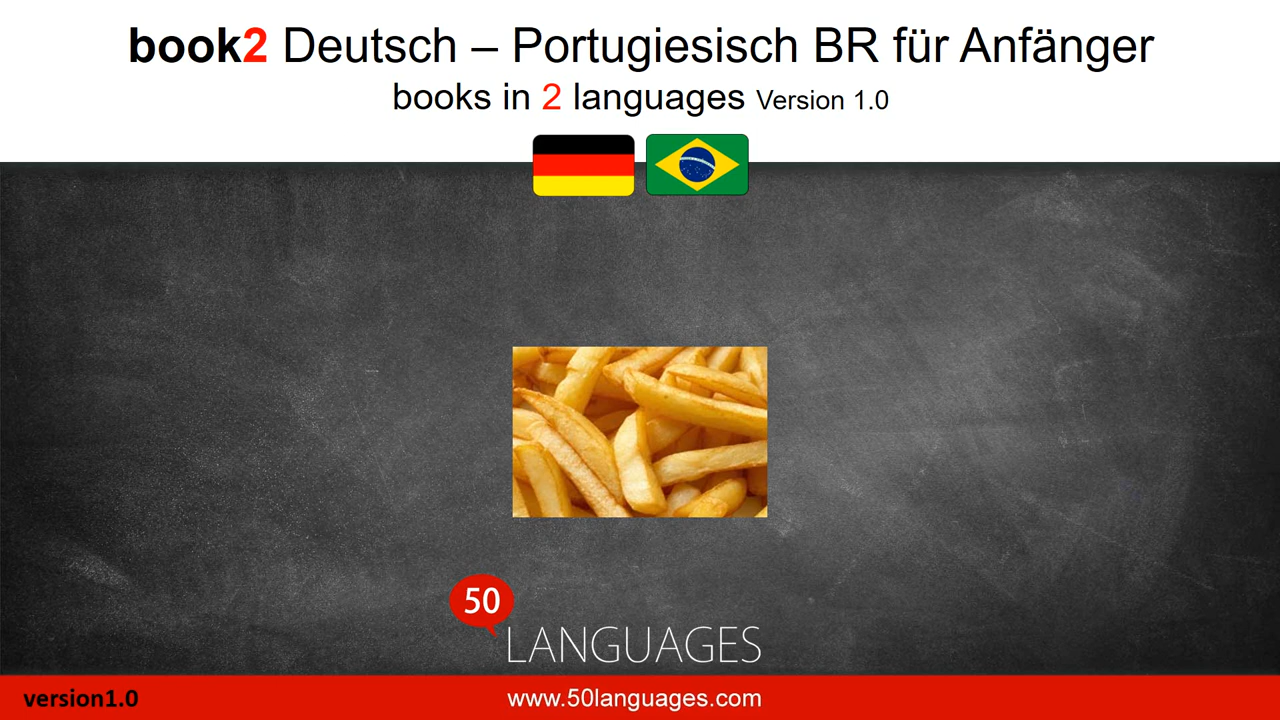 book2 Deutsch – Portugiesisch BR für Anfänger
books in 2 languages Version 1.0
50
LANGUAGES
version1.0
www.50languages.com